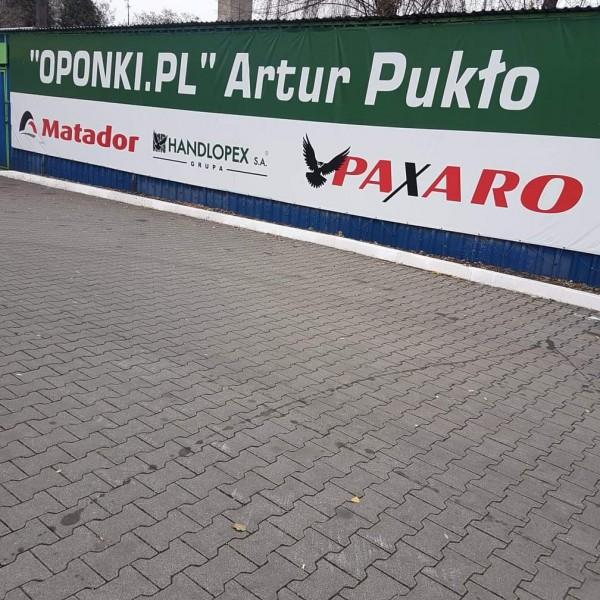 "OPONKI.PL" Artur Pukło
Matador HANDLOPEX S.A. PAXARO
GRUPA